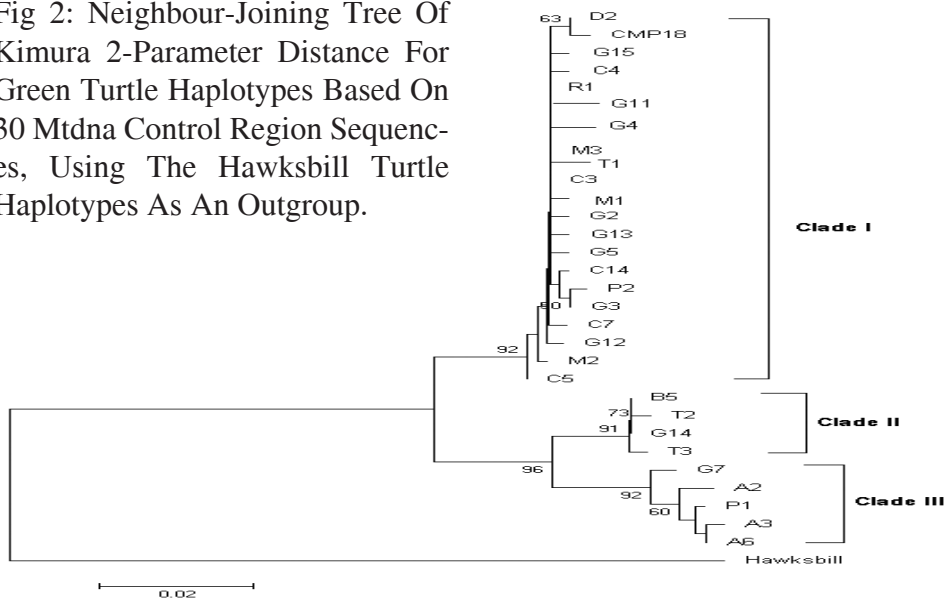 Fig 2: Neighbour-Joining Tree Of
Kimura 2-Parameter Distance For
Green Turtle Haplotypes Based On
30 Mtdna Control Region Sequenc-
es, Using The Hawksbill Turtle
Haplotypes As An Outgroup.
63
D2
CMP18
G15
C4
R1
G11
G4
M3
T1
C3
M1
G2
G13
G5
C14
P2
G3
C7
G12
M2
C5
92
Clade I
B5
73
T2
91
G14
T3
Clade II
96
G7
92
A2
60
P1
A3
A6
Clade III
Hawksbill
0.02